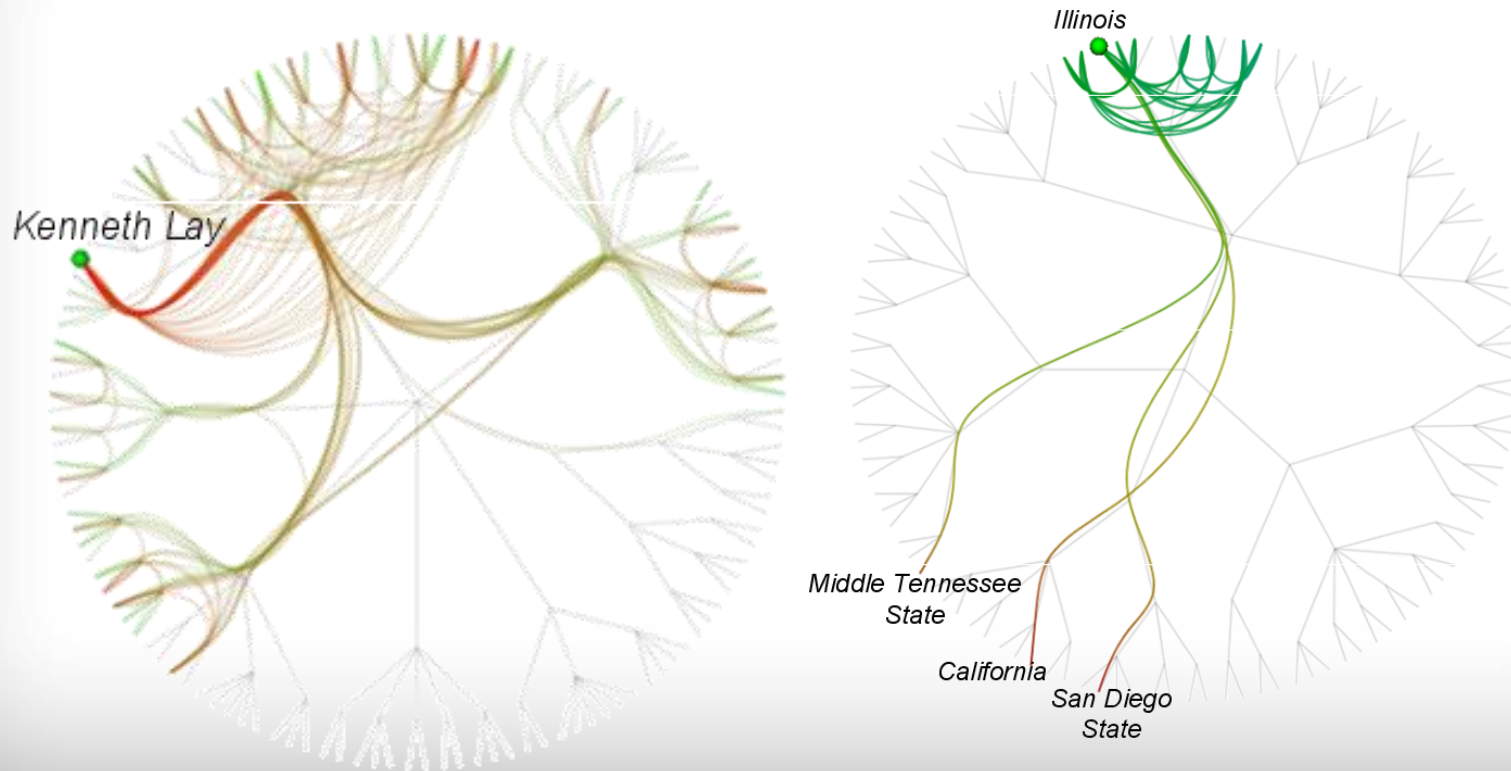 Kenneth Lay
Illinois
Middle Tennessee
State
California
San Diego
State